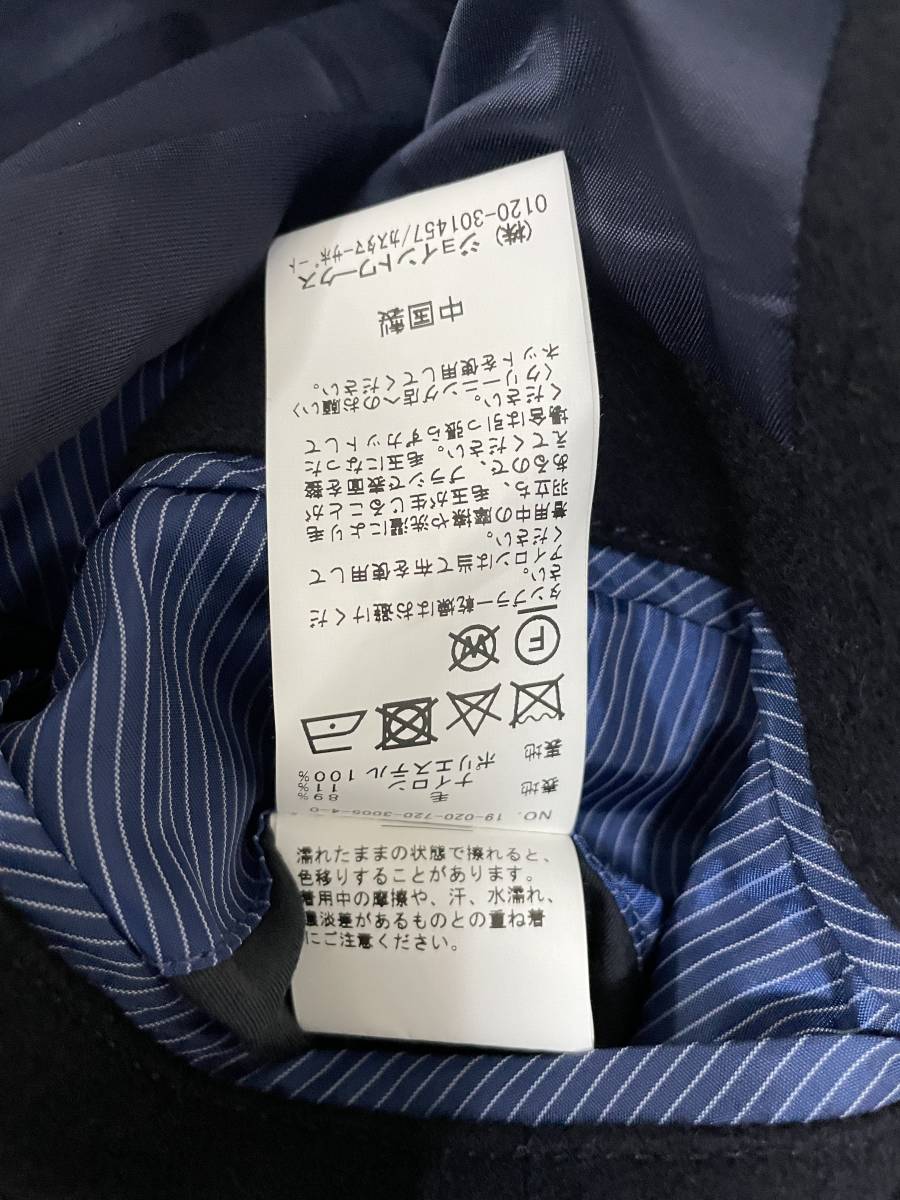 NO. 19-020-720-3005-4-0
表地 毛 89%
ナイロン 11%
裏地 ポリエステル 100%
F W
タンブラー乾燥はお避けくだ
さい。
アイロンは当て布を使用して
ください。
着用中の摩擦や洗濯により毛
羽立ち、毛玉が生じることが
あるので、ブラシで表面を整
えてください。毛玉になった
場合は引っ張らずカットして
ください。
〈クリーニング店へのお願い〉
ネットを使用してください。
中国製
(株) ジョイントワークス
0120-301457/カスタマーサポート
濡れたままの状態で擦れると、
色移りすることがあります。
着用中の摩擦や、汗、水濡れ、
濃淡差があるものとの重ね着
にご注意ください。